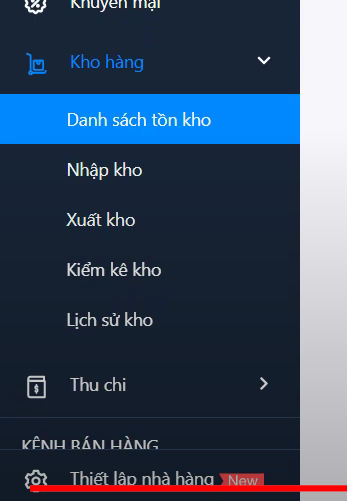 Khuyến mại
Kho hàng
Danh sách tồn kho
Nhập kho
Xuất kho
Kiểm kê kho
Lịch sử kho
Thu chi
KÊNH BÁN HÀNG
Thiết lập nhà hàng New